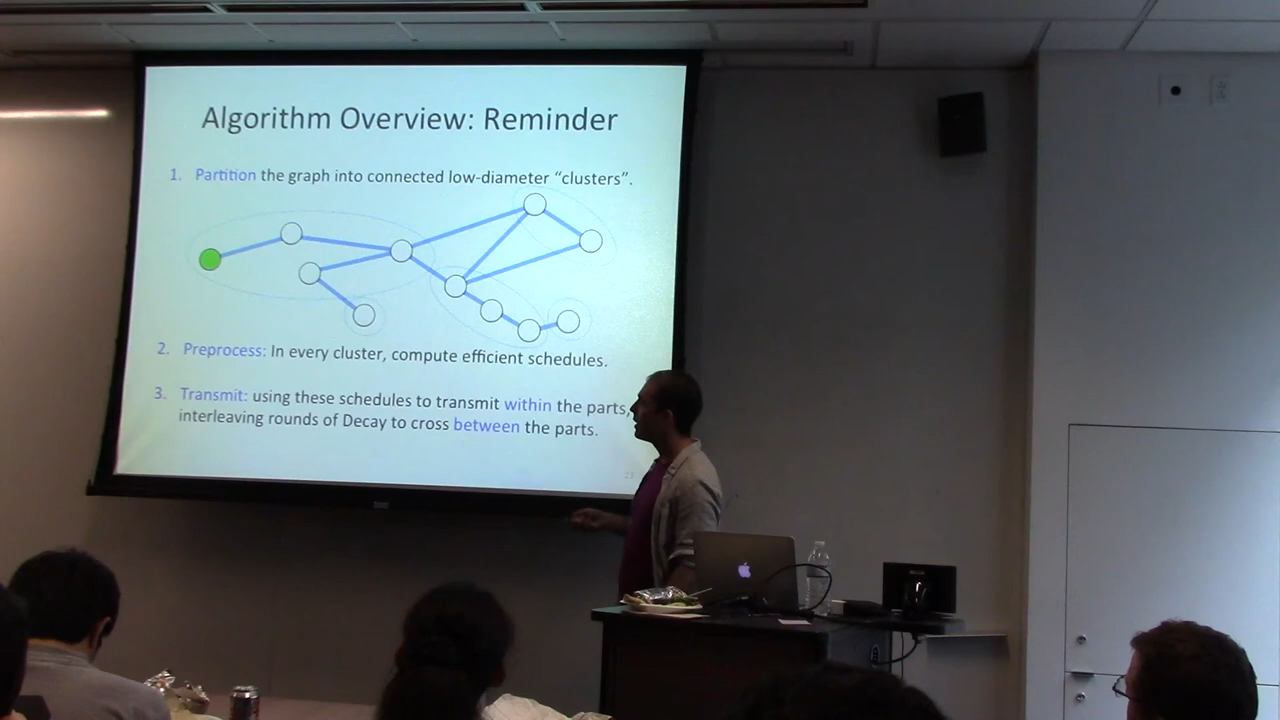 Algorithm Overview: Reminder
1. Partition the graph into connected low-diameter “clusters”.
2. Preprocess: In every cluster, compute efficient schedules.
3. Transmit: using these schedules to transmit within the parts,
interleaving rounds of Decay to cross between the parts.